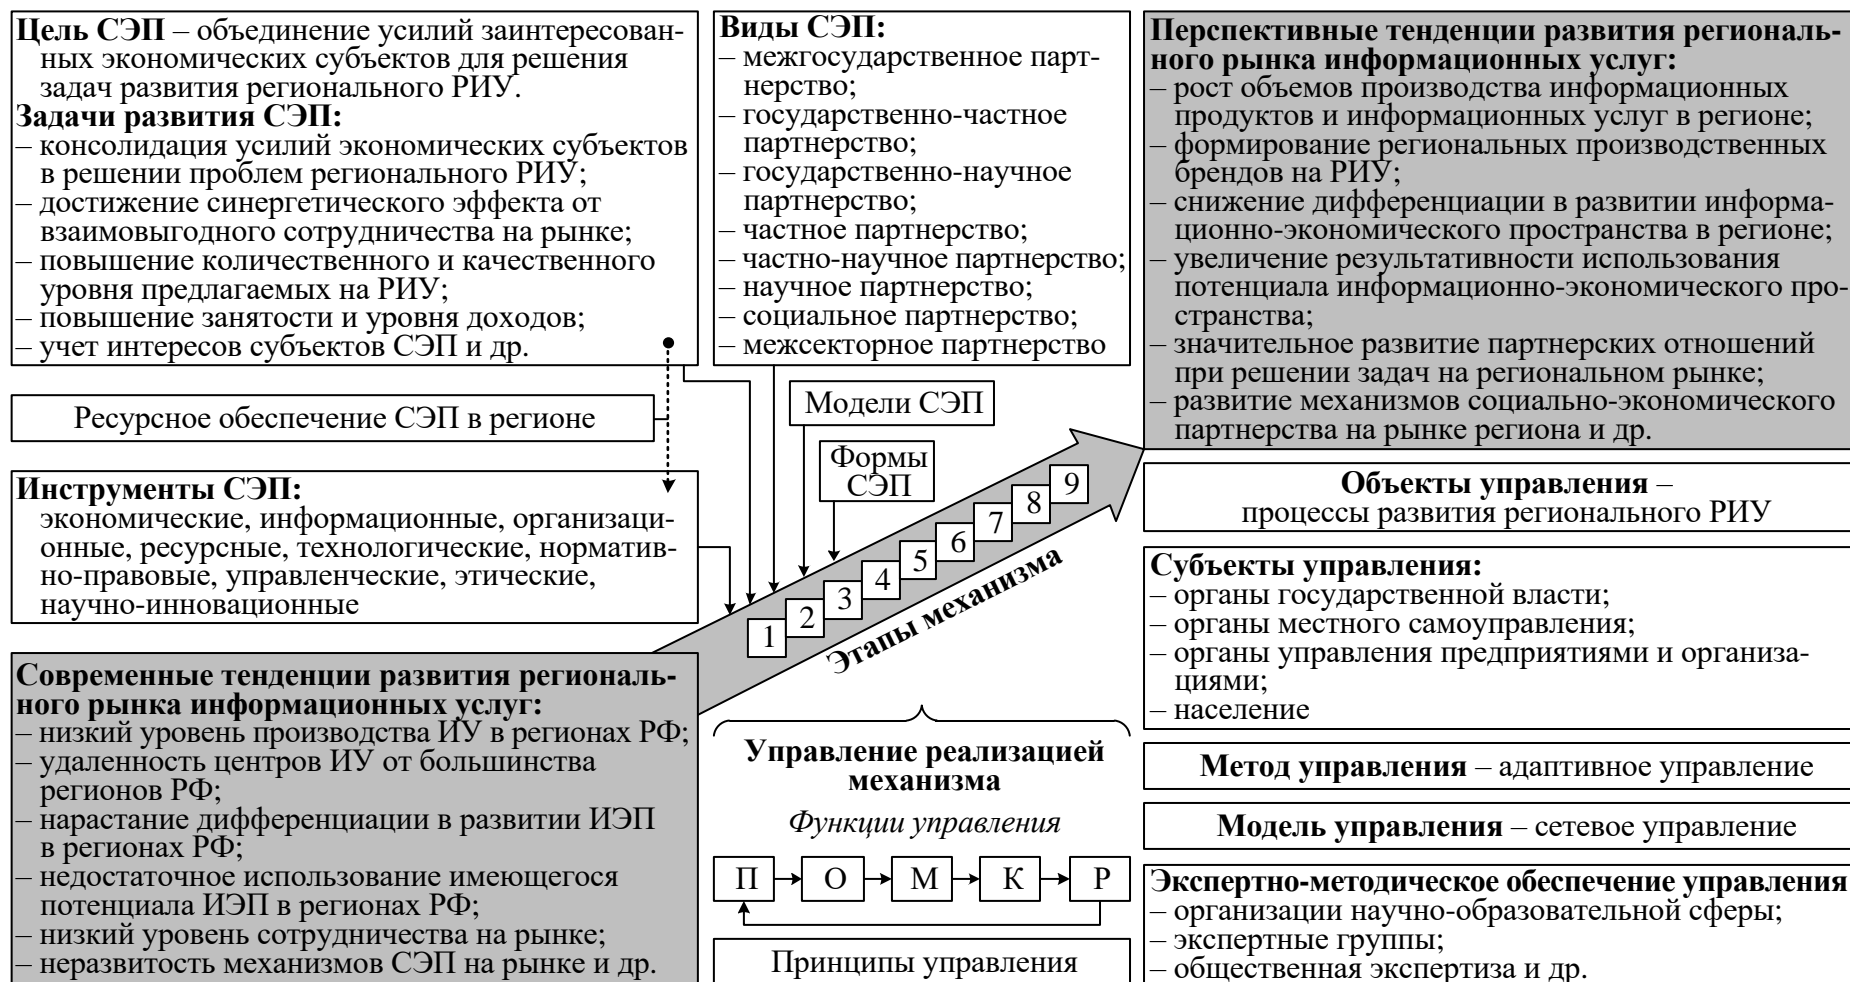 Цель СЭП – объединение усилий заинтересован-
ных экономических субъектов для решения
задач развития регионального РИУ.
Задачи развития СЭП:
– консолидация усилий экономических субъектов
в решении проблем регионального РИУ;
– достижение синергетического эффекта от
взаимовыгодного сотрудничества на рынке;
– повышение количественного и качественного
уровня предлагаемых на РИУ;
– повышение занятости и уровня доходов;
– учет интересов субъектов СЭП и др.
Ресурсное обеспечение СЭП в регионе
Инструменты СЭП:
экономические, информационные, организаци-
онные, ресурсные, технологические, норматив-
но-правовые, управленческие, этические,
научно-инновационные
Современные тенденции развития региональ-
ного рынка информационных услуг:
– низкий уровень производства ИУ в регионах РФ;
– удаленность центров ИУ от большинства
регионов РФ;
– нарастание дифференциации в развитии ИЭП
в регионах РФ;
– недостаточное использование имеющегося
потенциала ИЭП в регионах РФ;
– низкий уровень сотрудничества на рынке;
– неразвитость механизмов СЭП на рынке и др.
Виды СЭП:
– межгосударственное парт-
нерство;
– государственно-частное
партнерство;
– государственно-научное
партнерство;
– частное партнерство;
– частно-научное партнерство;
– научное партнерство;
– социальное партнерство;
– межсекторное партнерство
Модели СЭП
Формы
СЭП
1
2
3
4
5
6
7
8
9
Этапы механизма
Управление реализацией
механизма
Функции управления
П О М К Р
Принципы управления
Перспективные тенденции развития региональ-
ного рынка информационных услуг:
– рост объемов производства информационных
продуктов и информационных услуг в регионе;
– формирование региональных производственных
брендов на РИУ;
– снижение дифференциации в развитии информа-
ционно-экономического пространства в регионе;
– увеличение результативности использования
потенциала информационно-экономического про-
странства;
– значительное развитие партнерских отношений
при решении задач на региональном рынке;
– развитие механизмов социально-экономического
партнерства на рынке региона и др.
Объекты управления –
процессы развития регионального РИУ
Субъекты управления:
– органы государственной власти;
– органы местного самоуправления;
– органы управления предприятиями и организа-
циями;
– население
Метод управления – адаптивное управление
Модель управления – сетевое управление
Экспертно-методическое обеспечение управления
– организации научно-образовательной сферы;
– экспертные группы;
– общественная экспертиза и др.